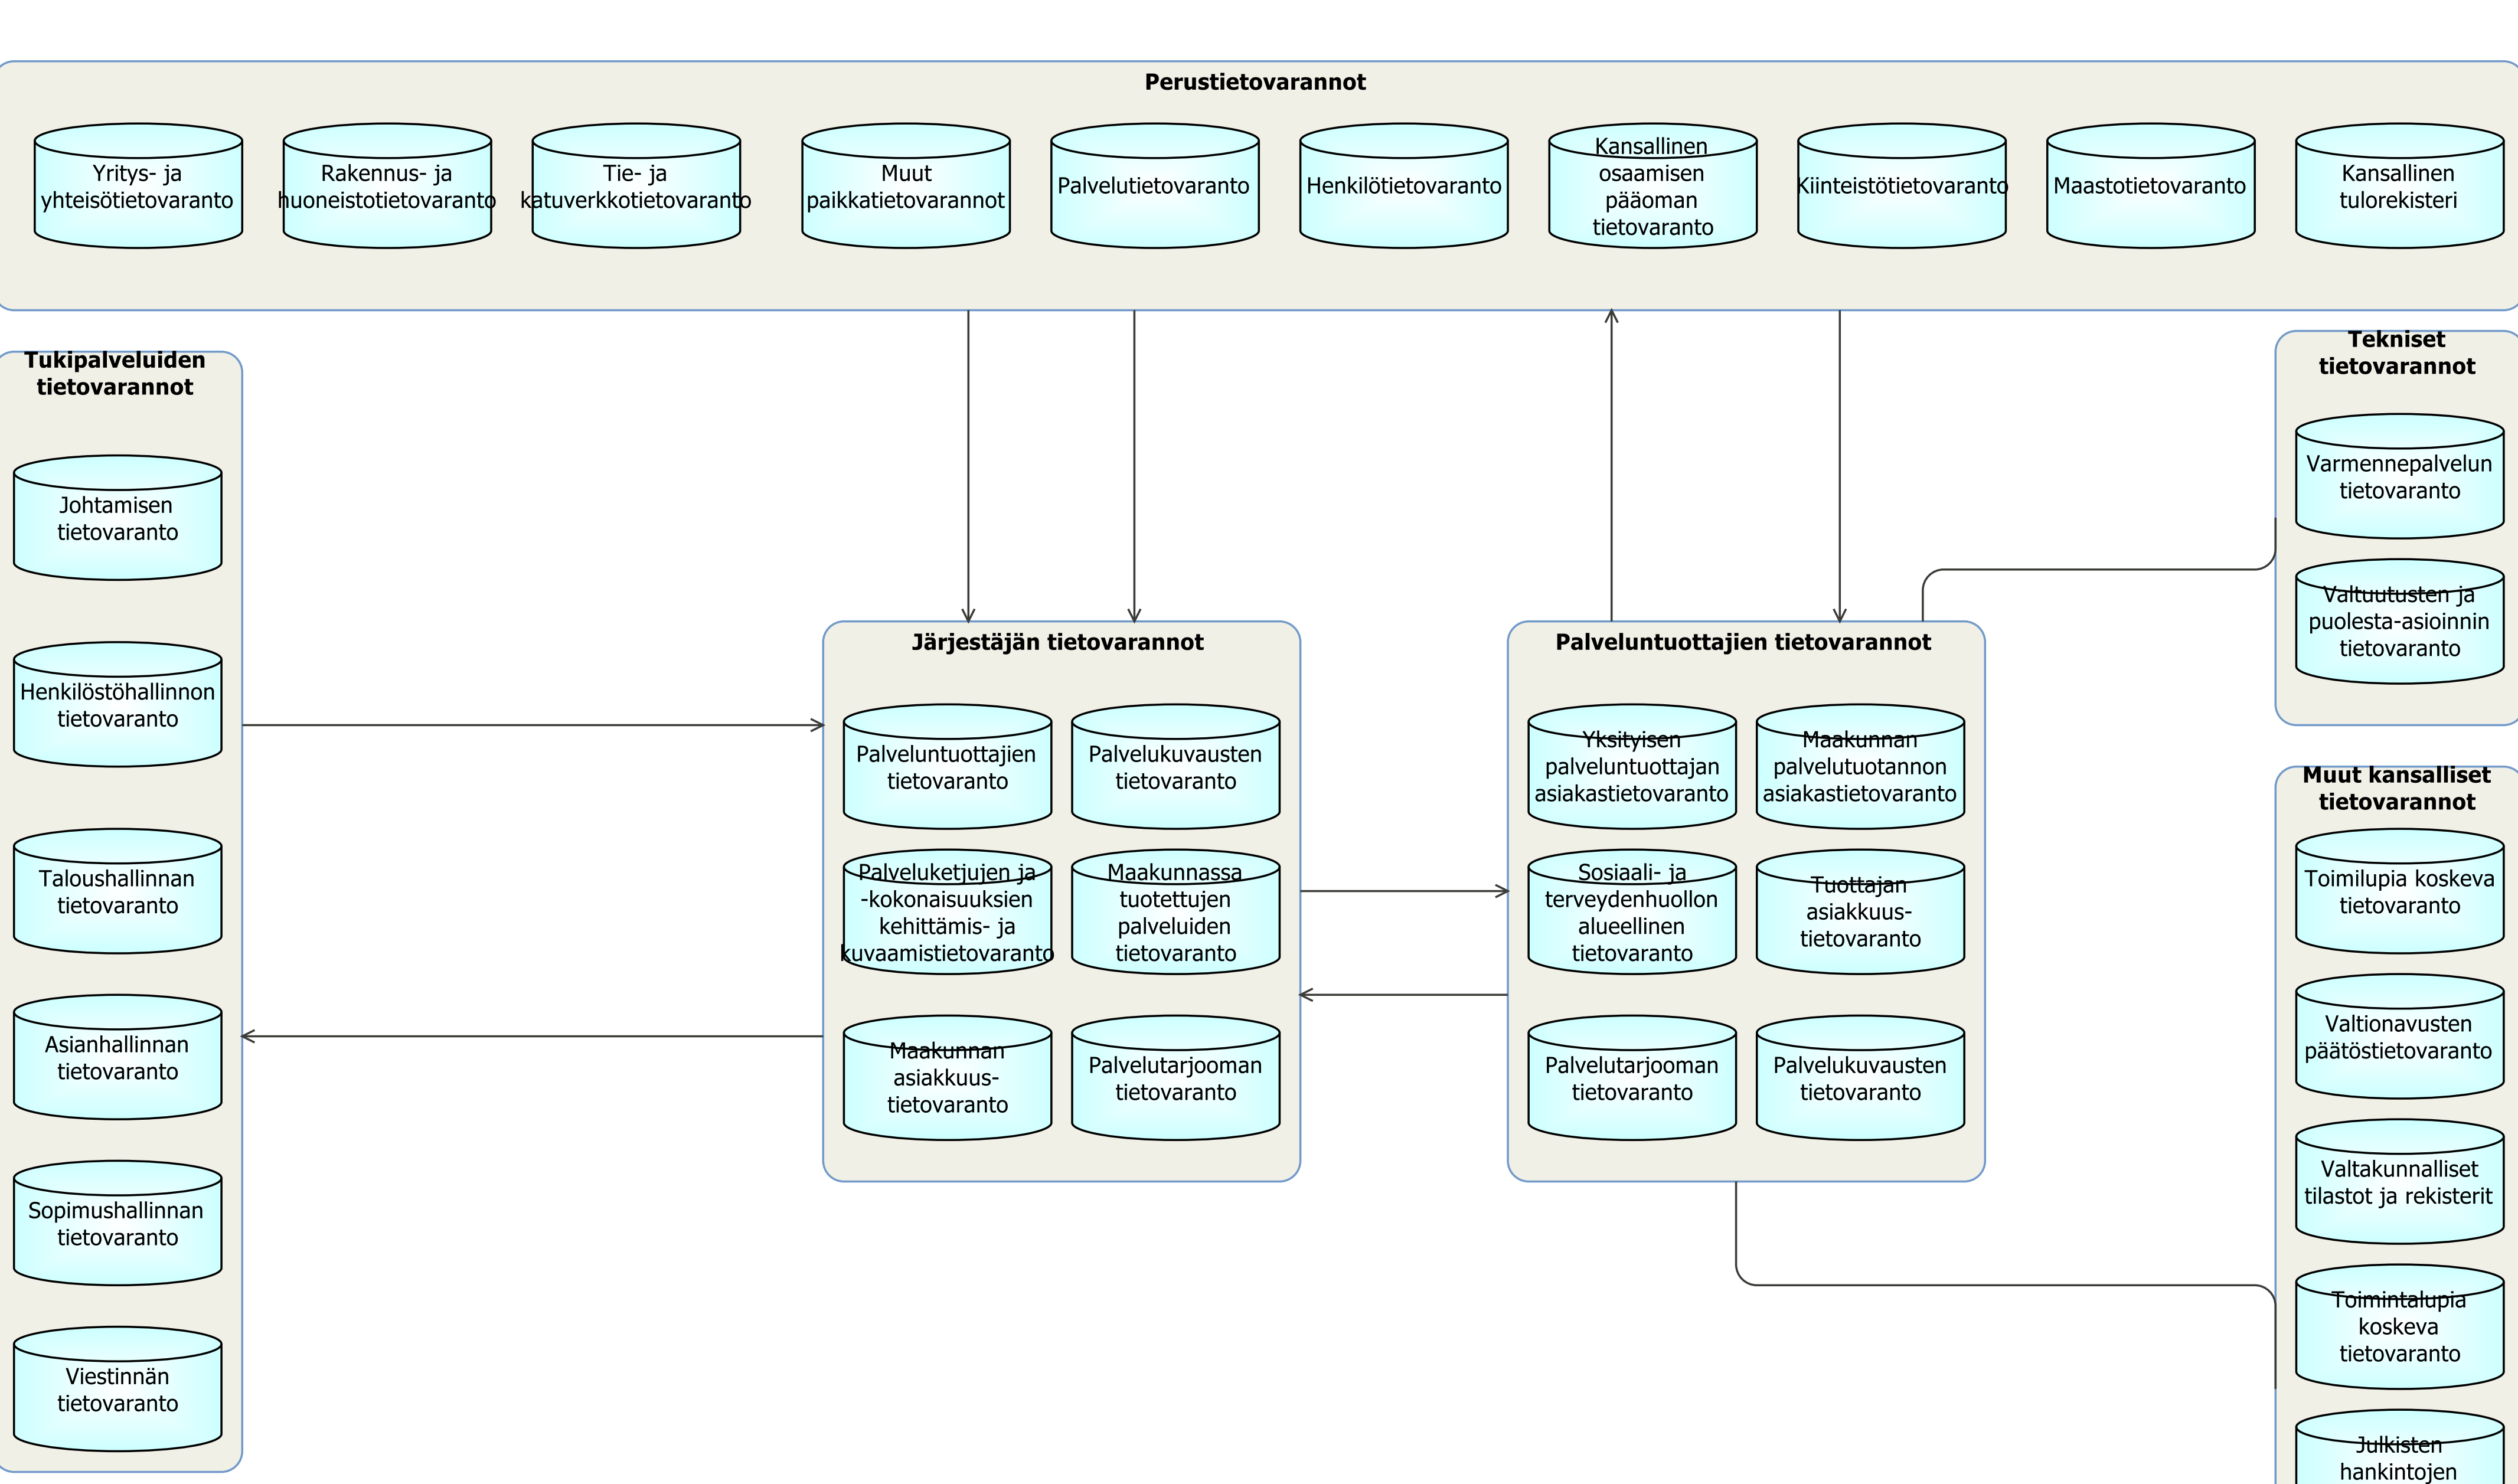 Perustietovarannot
Yritys- ja
yhteisötietovaranto
Rakennus- ja
huoneistotietovaranto
Tie- ja
katuverkkotietovaranto
Muut
paikkatietovarannot
Palvelutietovaranto
Henkilötietovaranto
Kansallinen
osaamisen
pääoman
tietovaranto
Kiinteistötietovaranto
Maastotietovaranto
Kansallinen
tulorekisteri
Tukipalveluiden
tietovarannot
Johtamisen
tietovaranto
Henkilöstöhallinnon
tietovaranto
Taloushallinnan
tietovaranto
Asianhallinnan
tietovaranto
Sopimushallinnan
tietovaranto
Viestinnän
tietovaranto
Järjestäjän tietovarannot
Palveluntuottajien
tietovaranto
Palvelukuvausten
tietovaranto
Palveluketjujen ja
-kokonaisuuksien
kehittämis- ja
kuvaamistietovaranto
Maakunnassa
tuotettujen
palveluiden
tietovaranto
Maakunnan
asiakkuus-
tietovaranto
Palvelutarjooman
tietovaranto
Palveluntuottajien tietovarannot
Yksityisen
palveluntuottajan
asiakastietovaranto
Maakunnan
palvelutuotannon
asiakastietovaranto
Sosiaali- ja
terveydenhuollon
alueellinen
tietovaranto
Tuottajan
asiakkuus-
tietovaranto
Palvelutarjooman
tietovaranto
Palvelukuvausten
tietovaranto
Tekniset
tietovarannot
Varmennepalvelun
tietovaranto
Valtuutusten ja
puolesta-asioinnin
tietovaranto
Muut kansalliset
tietovarannot
Toimilupia koskeva
tietovaranto
Valtionavusten
päätöstietovaranto
Valtakunnalliset
tilastot ja rekisterit
Toimintalupia
koskeva
tietovaranto
Julkisten
hankintojen